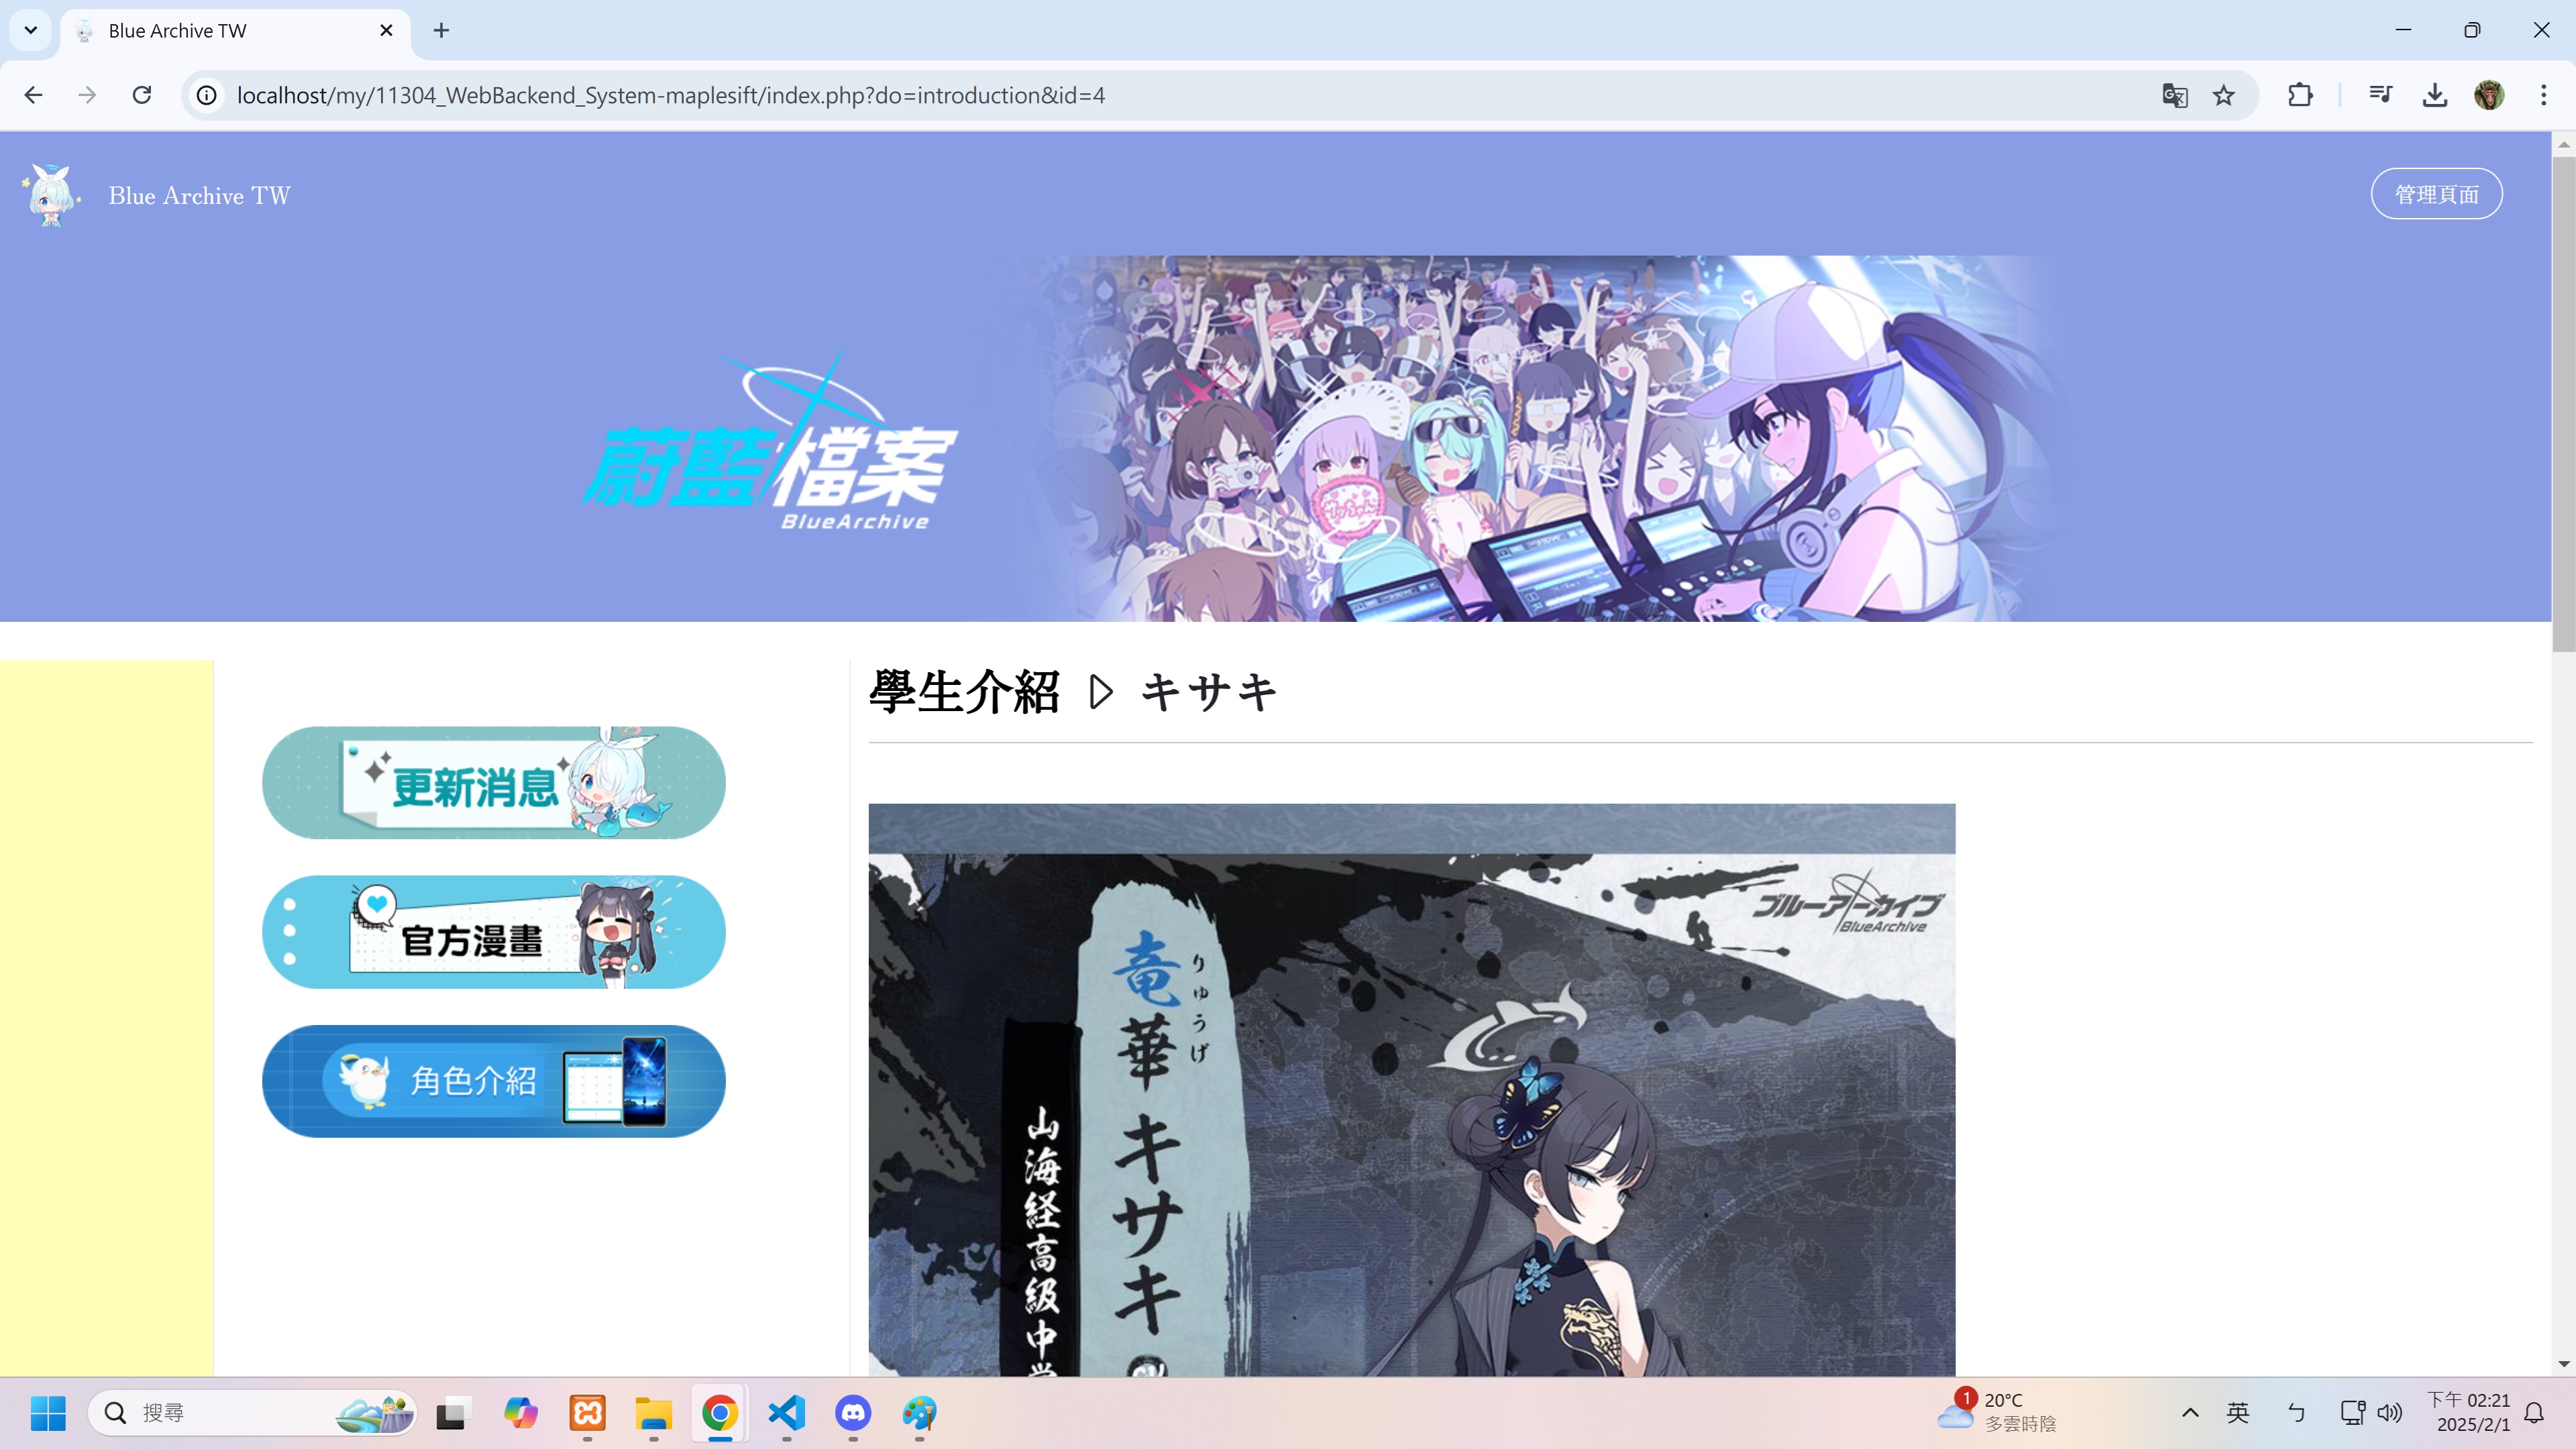 Blue Archive TW
localhost/my/11304_WebBackend_System-maplesift/index.php?do=introduction&id=4
Blue Archive TW
管理頁面
蔚藍檔案
BlueArchive
學生介紹 キサキ
更新消息
官方漫畫
角色介紹
ブルーアーカイブ
BlueArchive
竜華キサキ
りゅうげ
山海経高級中学
搜尋
1
20°C
多雲時陰
英
ㄅ
下午 02:21
2025/2/1